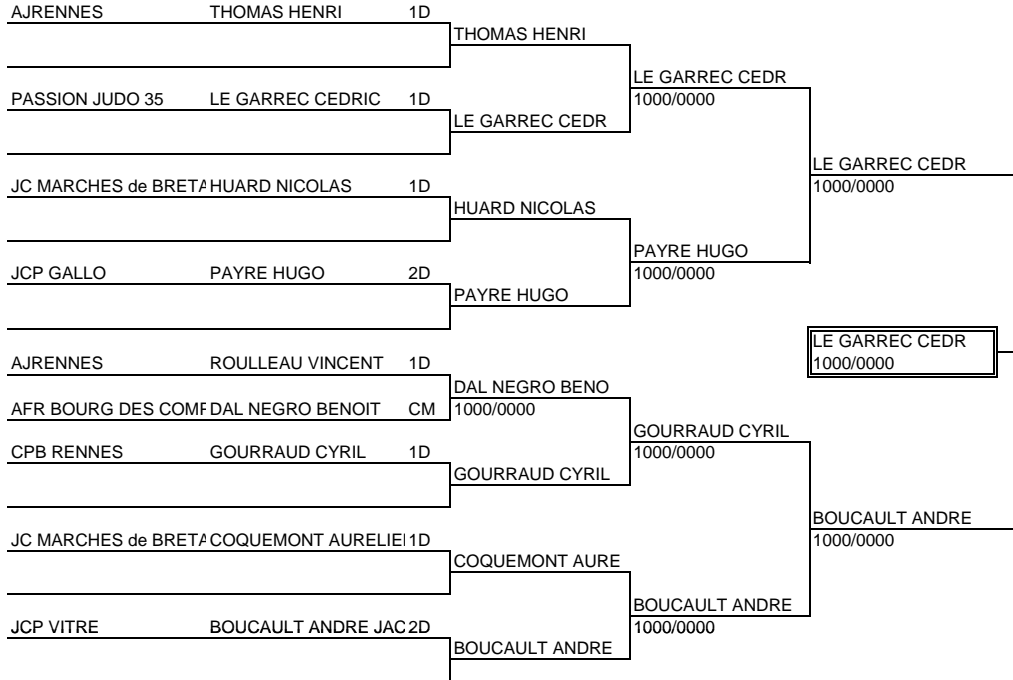 AJRENNES THOMAS HENRI 1D
THOMAS HENRI
LE GARREC CEDR
1000/0000
PASSION JUDO 35 LE GARREC CEDRIC 1D
LE GARREC CEDR
LE GARREC CEDR
1000/0000
JC MARCHES de BRETA HUARD NICOLAS 1D
HUARD NICOLAS
PAYRE HUGO
1000/0000
JCP GALLO PAYRE HUGO 2D
PAYRE HUGO
LE GARREC CEDR
1000/0000
AJRENNES ROULLEAU VINCENT 1D
DAL NEGRO BENO
1000/0000
AFR BOURG DES COMP DAL NEGRO BENOIT CM
GOURRAUD CYRIL
1000/0000
CPB RENNES GOURRAUD CYRIL 1D
GOURRAUD CYRIL
BOUCAULT ANDRE
1000/0000
JC MARCHES de BRETA COQUEMONT AURELIE 1D
COQUEMONT AURE
BOUCAULT ANDRE
1000/0000
JCP VITRE BOUCAULT ANDRE JAC 2D
BOUCAULT ANDRE